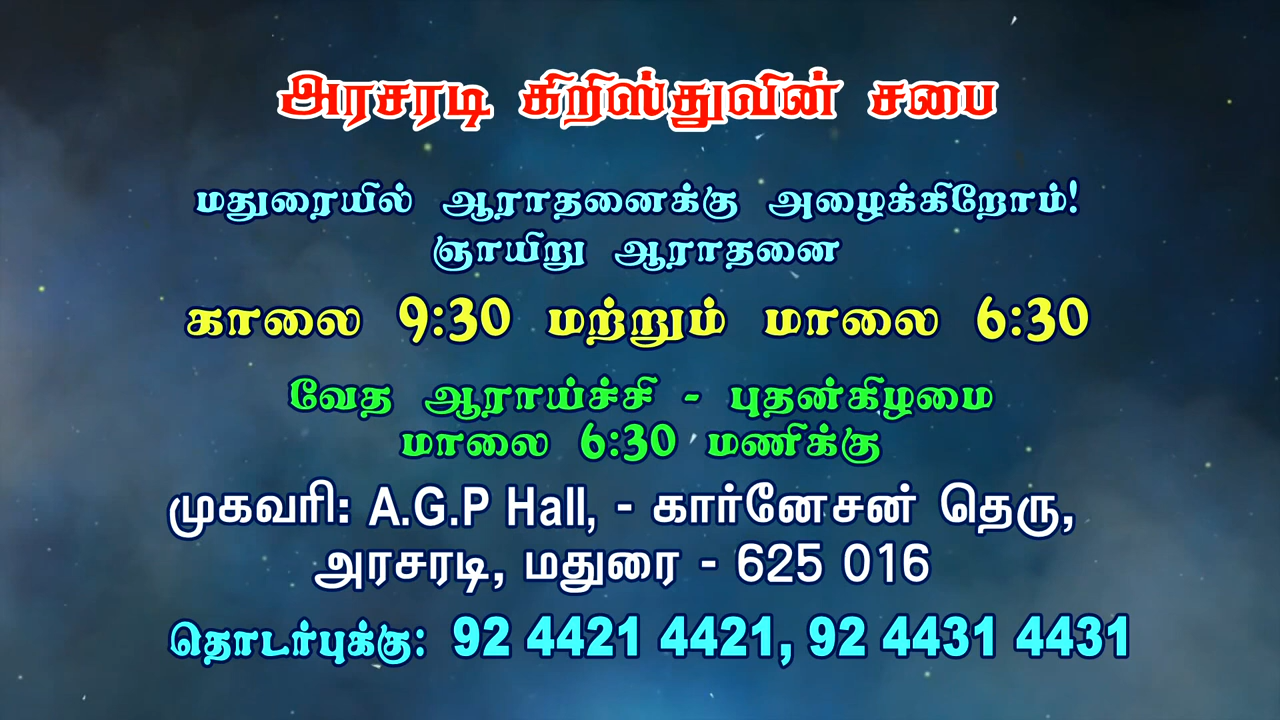 அரசரடி கிறிஸ்துவின் சபை
மதுரையில் ஆராதனைக்கு அழைக்கிறோம்!
ஞாயிறு ஆராதனை
காலை 9:30 மற்றும் மாலை 6:30
வேத ஆராய்ச்சி - புதன்கிழமை
மாலை 6:30 மணிக்கு
முகவரி: A.G.P Hall, - கார்னேசன் தெரு,
அரசரடி, மதுரை - 625 016
தொடர்புக்கு: 92 4421 4421, 92 4431 4431